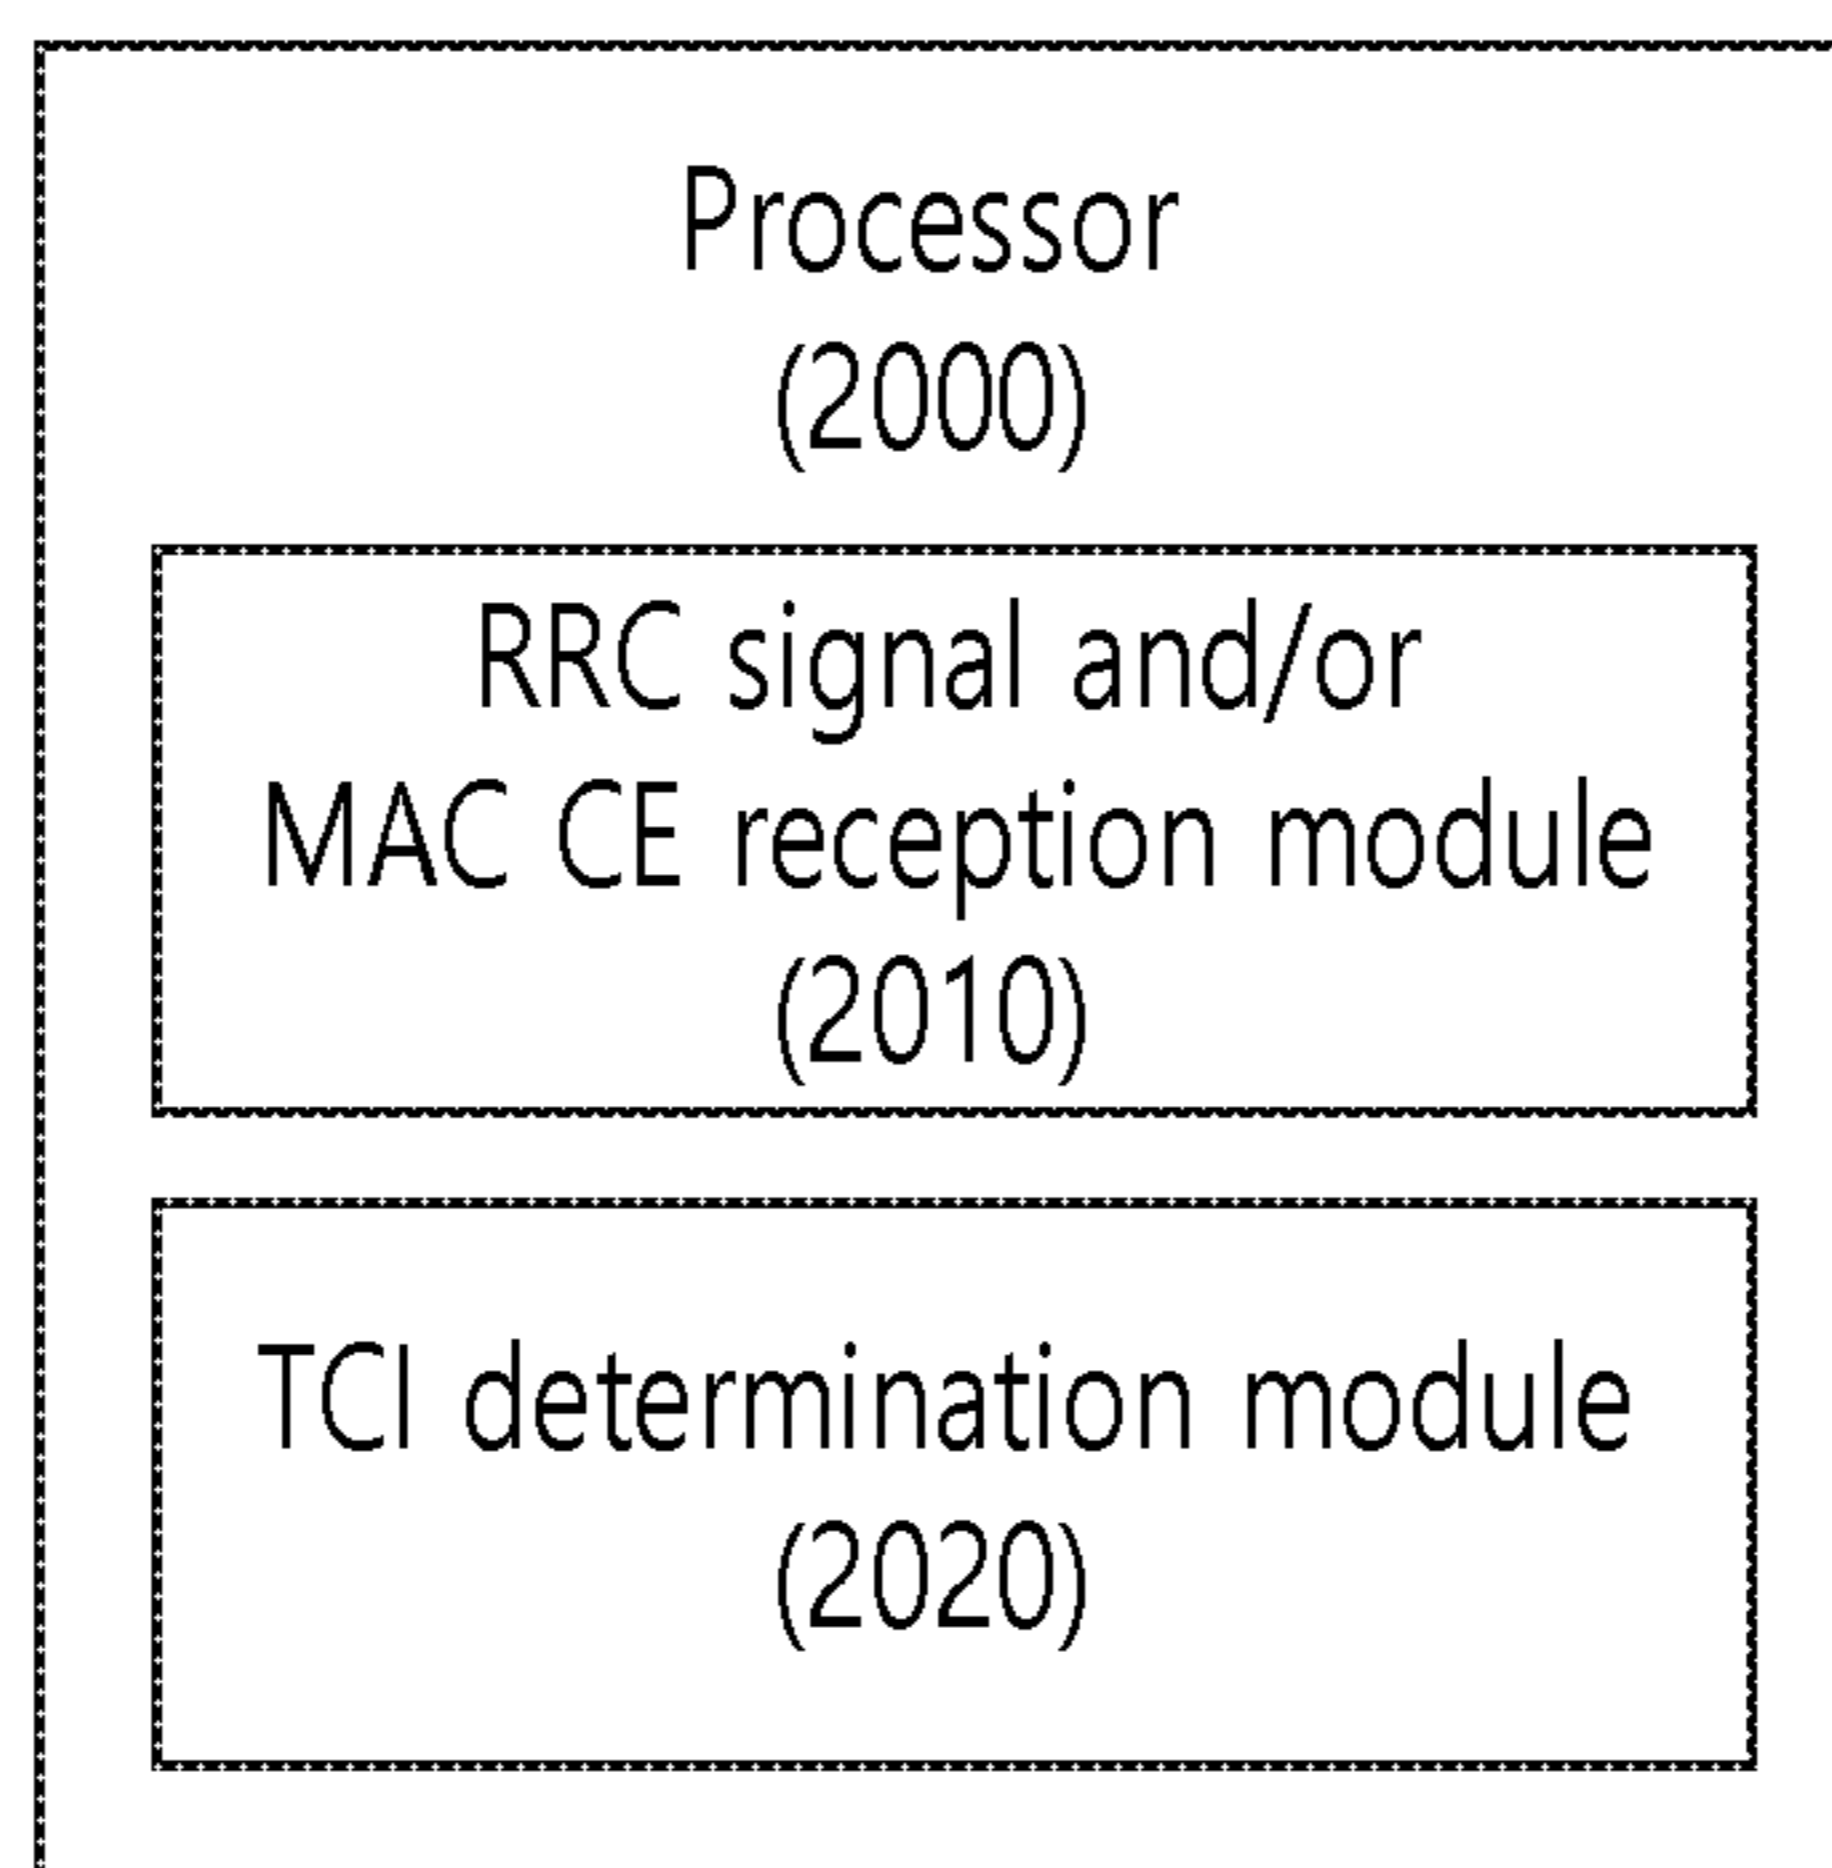 Processor
(2000)
RRC signal and/or
MAC CE reception module
(2010)
TCI determination module
(2020)